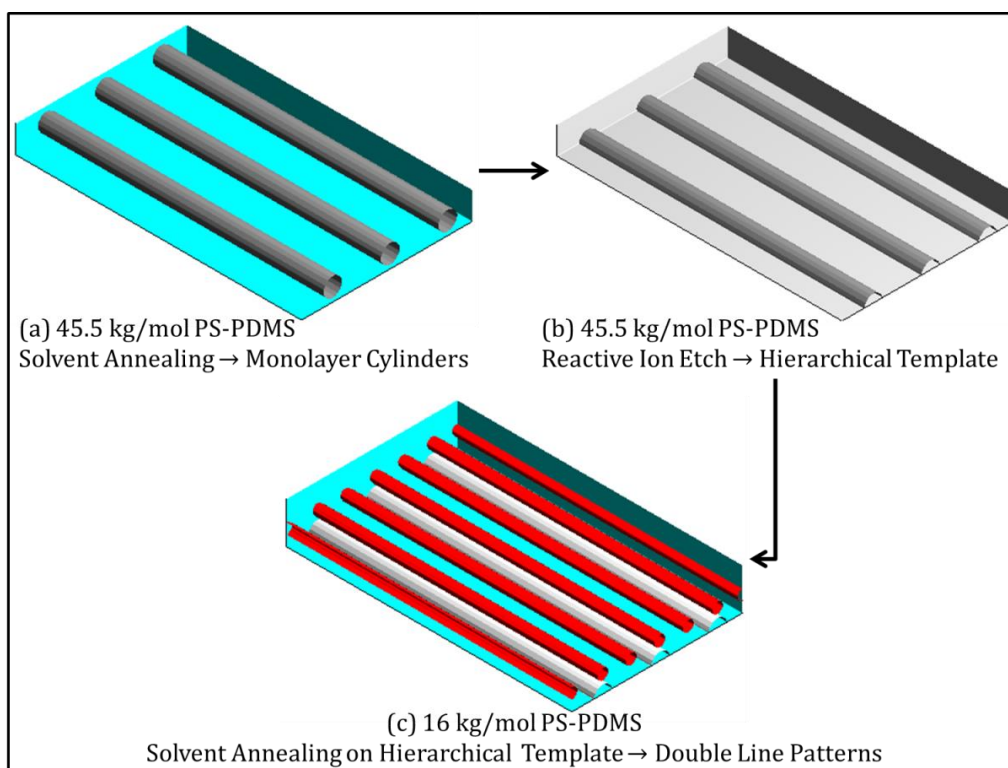 (a) 45.5 kg/mol PS-PDMS
Solvent Annealing → Monolayer Cylinders
(b) 45.5 kg/mol PS-PDMS
Reactive Ion Etch → Hierarchical Template
(c) 16 kg/mol PS-PDMS
Solvent Annealing on Hierarchical Template → Double Line Patterns